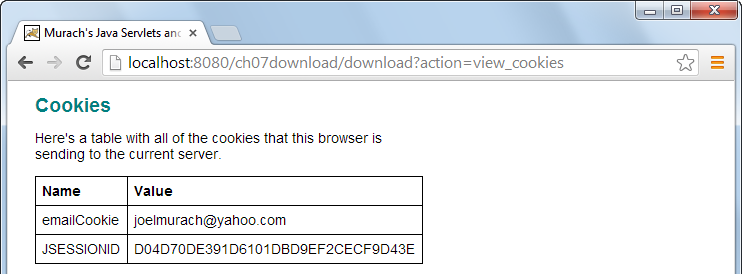 Murach's Java Servlets and
localhost:8080/ch07download/download?action=view_cookies
Cookies
Here's a table with all of the cookies that this browser is
sending to the current server.
Name Value
emailCookie joelmurach@yahoo.com
JSESSIONID D04D70DE391D6101DBD9EF2CECF9D43E